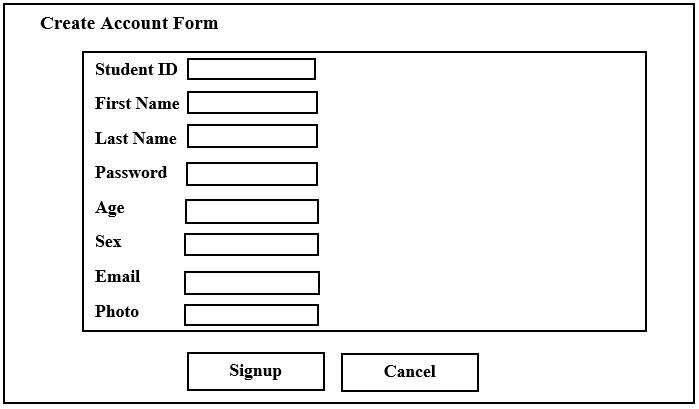 Create Account Form
Student ID
First Name
Last Name
Password
Age
Sex
Email
Photo
Signup
Cancel